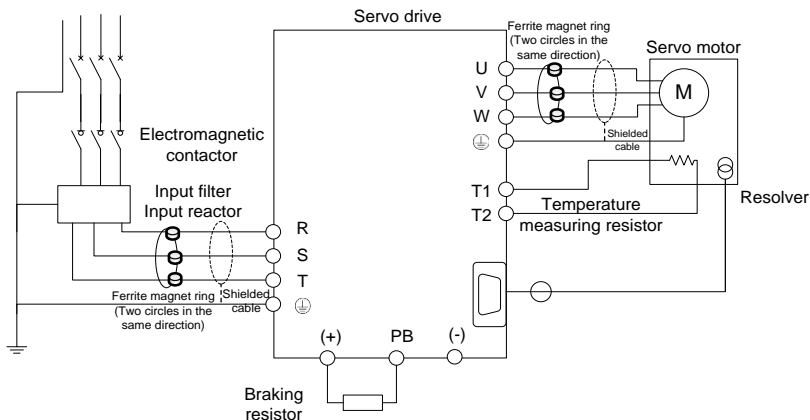 Servo drive
Ferrite magnet ring
(Two circles in the
same direction)
Servo motor
U
V
W
M
Shielded
cable
Electromagnetic
contactor
Input filter
Input reactor
T1
T2
Temperature
measuring resistor
Resolver
R
S
T
Ferrite magnet ring
(Two circles in the
same direction)
Shielded
cable
(+)
PB
(-)
Braking
resistor